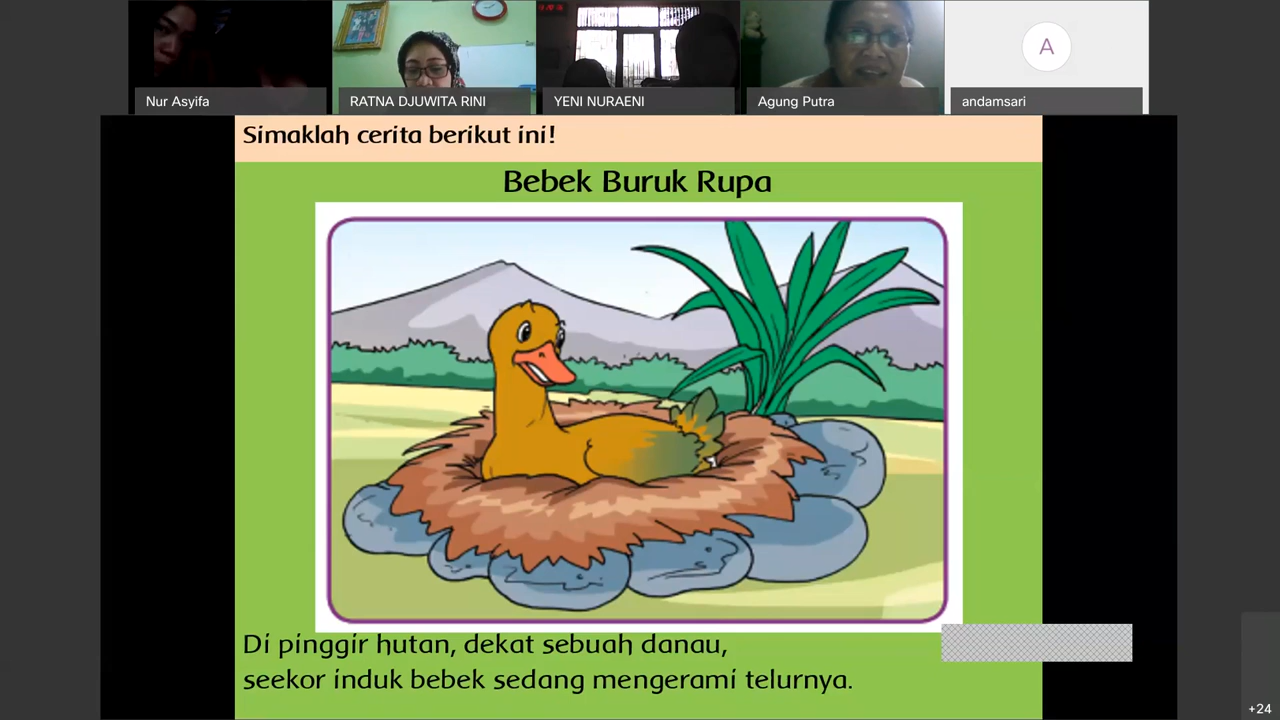 Nur Asyifa
RATNA DJUWITA RINI
YENI NURAENI
Agung Putra
A
andamsari
Simaklah cerita berikut ini!
Bebek Buruk Rupa
Di pinggir hutan, dekat sebuah danau,
seekor induk bebek sedang mengerami telurnya.
+24